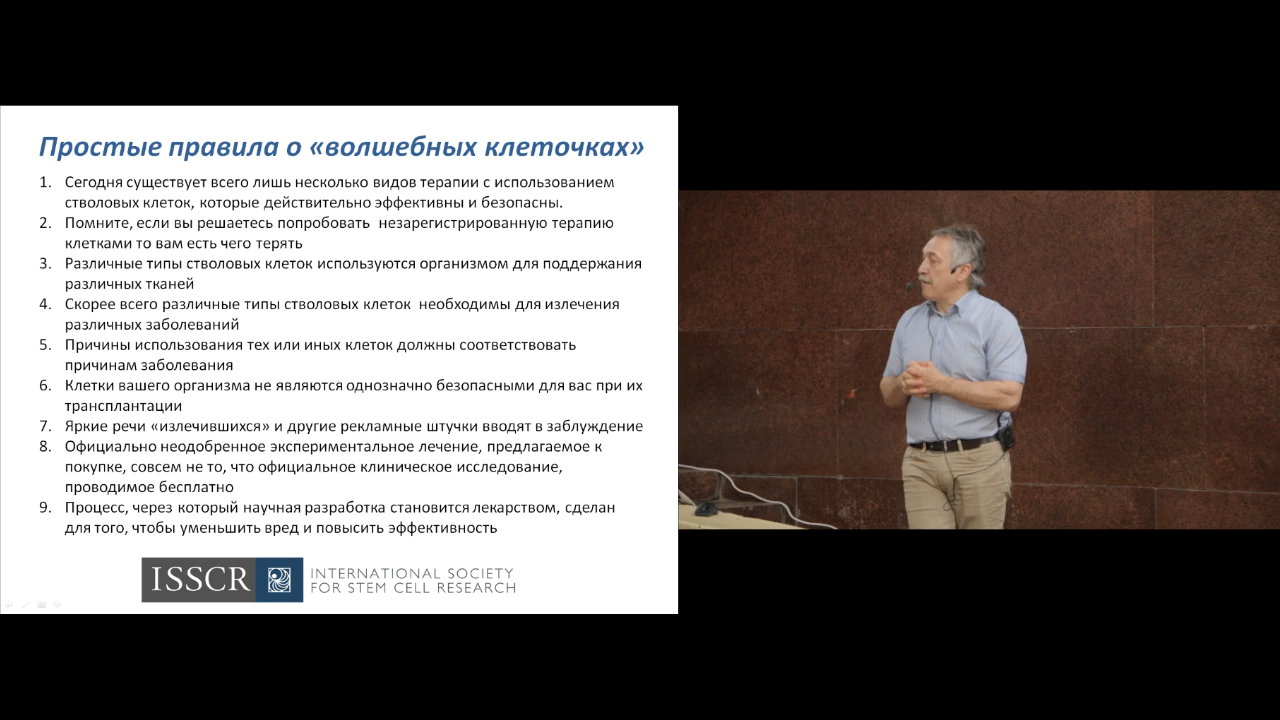 Простые правила о «волшебных клеточках»
1. Сегодня существует всего лишь несколько видов терапии с использованием
стволовых клеток, которые действительно эффективны и безопасны.
2. Помните, если вы решаетесь попробовать незарегистрированную терапию
клетками то вам есть чего терять
3. Различные типы стволовых клеток используются организмом для поддержания
различных тканей
4. Скорее всего различные типы стволовых клеток необходимы для излечения
различных заболеваний
5. Причины использования тех или иных клеток должны соответствовать
причинам заболевания
6. Клетки вашего организма не являются однозначно безопасными для вас при их
трансплантации
7. Яркие речи «излечившихся» и другие рекламные штучки вводят в заблуждение
8. Официально неодобренное экспериментальное лечение, предлагаемое к
покупке, совсем не то, что официальное клиническое исследование,
проводимое бесплатно
9. Процесс, через который научная разработка становится лекарством, сделан
для того, чтобы уменьшить вред и повысить эффективность
ISSCR
INTERNATIONAL SOCIETY
FOR STEM CELL RESEARCH